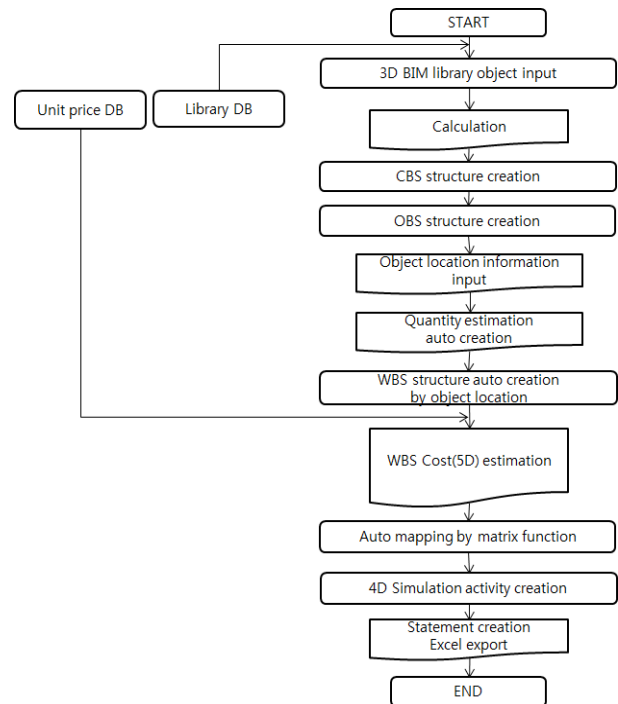 START
3D BIM library object input
Unit price DB
Library DB
Calculation
CBS structure creation
OBS structure creation
Object location information
input
Quantity estimation
auto creation
WBS structure auto creation
by object location
WBS Cost(5D) estimation
Auto mapping by matrix function
4D Simulation activity creation
Statement creation
Excel export
END